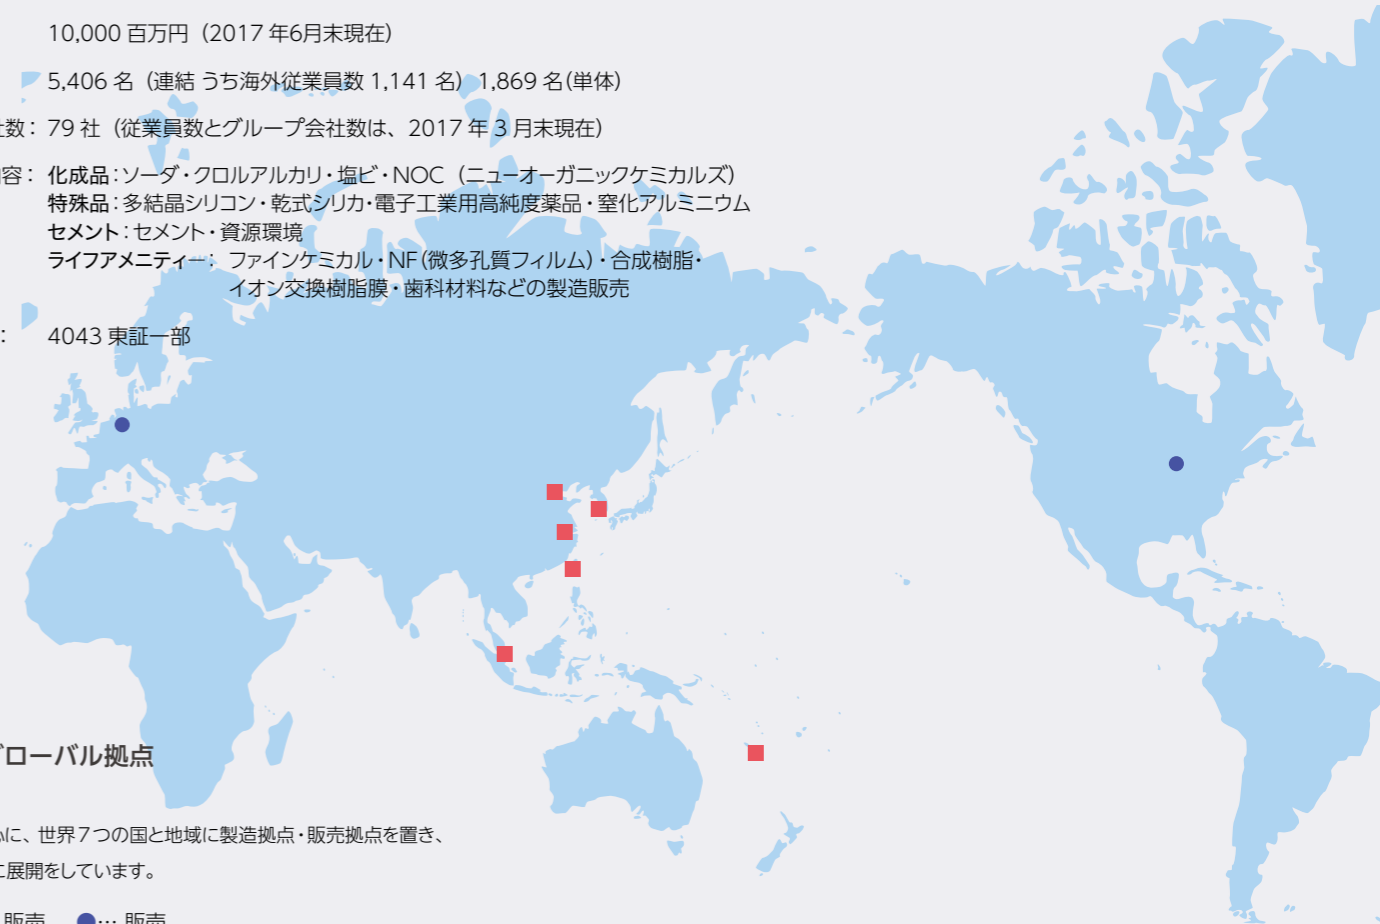 10,000 百万円（2017 年6月末現在）
5,406 名（連結 うち海外従業員数 1,141 名） 1,869 名（単体）
社数： 79 社（従業員数とグループ会社数は、2017 年 3 月末現在）
内容： 化成品：ソーダ・クロルアルカリ・塩ビ・NOC（ニューオーガニックケミカルズ）
特殊品：多結晶シリコン・乾式シリカ・電子工業用高純度薬品・窒化アルミニウム
セメント：セメント・資源環境
ライフアメニティー： ファインケミカル・NF（微多孔質フィルム）・合成樹脂・
イオン交換樹脂膜・歯科材料などの製造販売
： 4043 東証一部
グローバル拠点
に、世界７つの国と地域に製造拠点・販売拠点を置き、
に展開をしています。
販売 ●… 販売